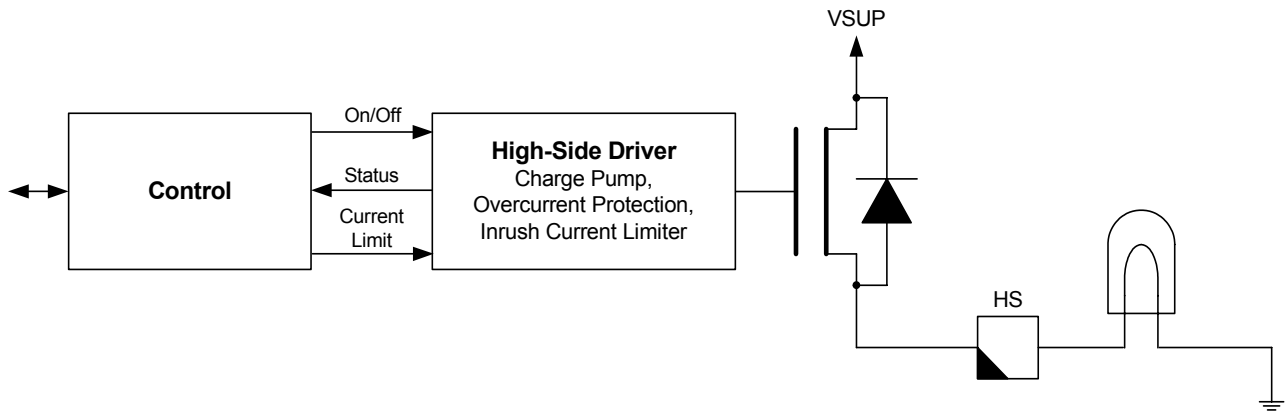 VSUP
On/Off
Control
Status
Current
Limit
High-Side Driver
Charge Pump,
Overcurrent Protection,
Inrush Current Limiter
HS